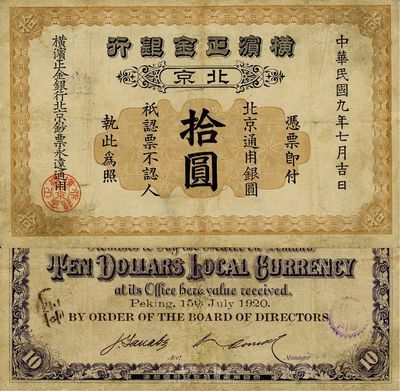 行銀金正濱橫
京北
中華民國九年七月吉日
憑票即付
北京通用銀圓
拾圓
祇認票不認人
執此為照
橫濱正金銀行北京鈔票永遠通用
TEN DOLLARS LOCAL CURRENCY
at its Office here value received.
Peking, 15th July 1920.
BY ORDER OF THE BOARD OF DIRECTORS
Acct.
Manager
10
10